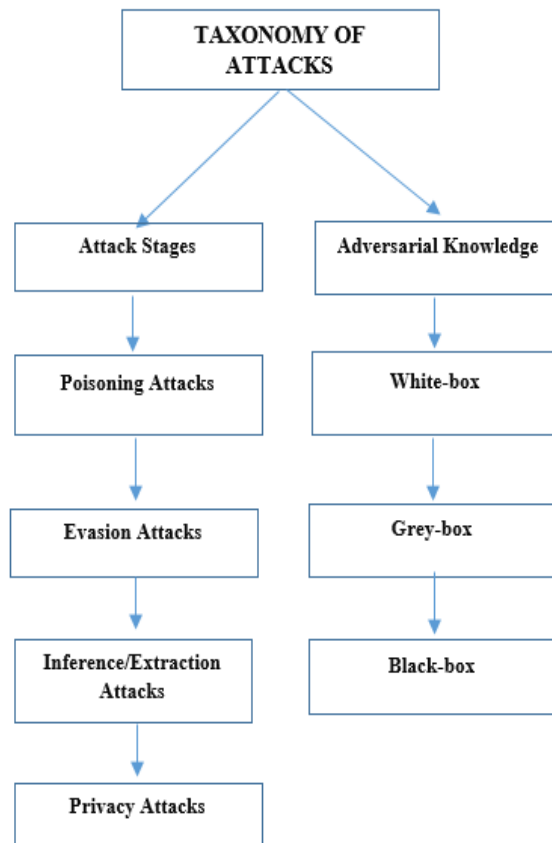 TAXONOMY OF
ATTACKS
Attack Stages
Poisoning Attacks
Evasion Attacks
Inference/Extraction
Attacks
Privacy Attacks
Adversarial Knowledge
White-box
Grey-box
Black-box